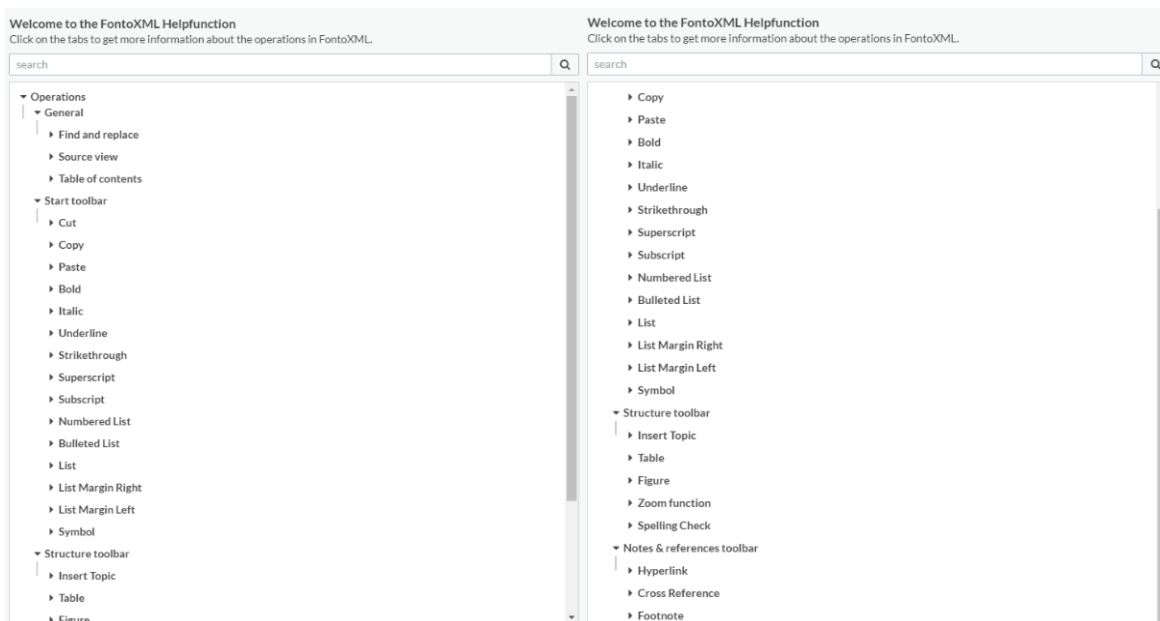 Welcome to the FontoXML Helpfunction
Click on the tabs to get more information about the operations in FontoXML.
search
Operations
General
Find and replace
Source view
Table of contents
Start toolbar
Cut
Copy
Paste
Bold
Italic
Underline
Strikethrough
Superscript
Subscript
Numbered List
Bulleted List
List
List Margin Right
List Margin Left
Symbol
Structure toolbar
Insert Topic
Table
Figure
Welcome to the FontoXML Helpfunction
Click on the tabs to get more information about the operations in FontoXML.
search
Copy
Paste
Bold
Italic
Underline
Strikethrough
Superscript
Subscript
Numbered List
Bulleted List
List
List Margin Right
List Margin Left
Symbol
Structure toolbar
Insert Topic
Table
Figure
Zoom function
Spelling Check
Notes & references toolbar
Hyperlink
Cross Reference
Footnote